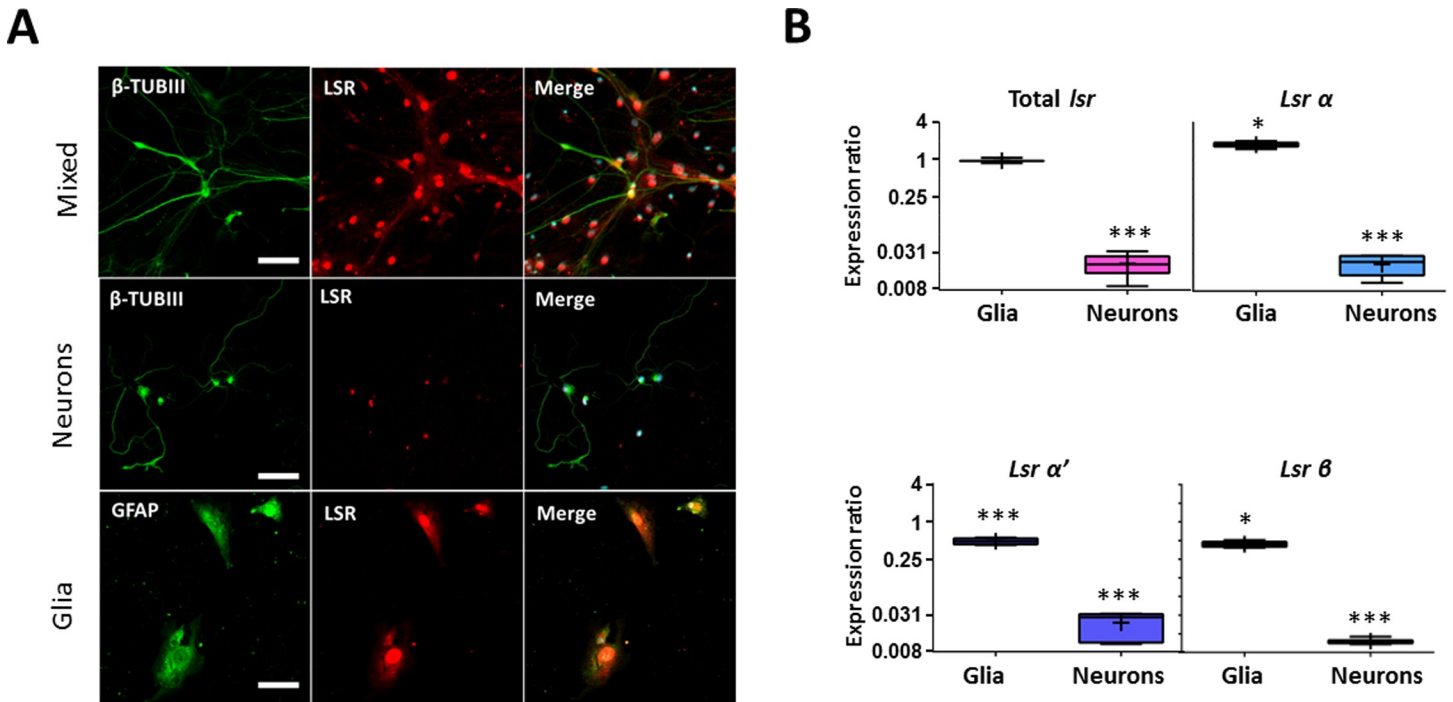 A
Mixed
β-TUBIII
LSR
Merge
Neurons
β-TUBIII
LSR
Merge
Glia
GFAP
LSR
Merge
B
Total lsr
Lsr α
Expression ratio
4
1
0.25
0.031
0.008
***
*
***
Glia
Neurons
Glia
Neurons
Lsr α’
Lsr β
Expression ratio
4
1
0.25
0.031
0.008
***
***
*
***
Glia
Neurons
Glia
Neurons